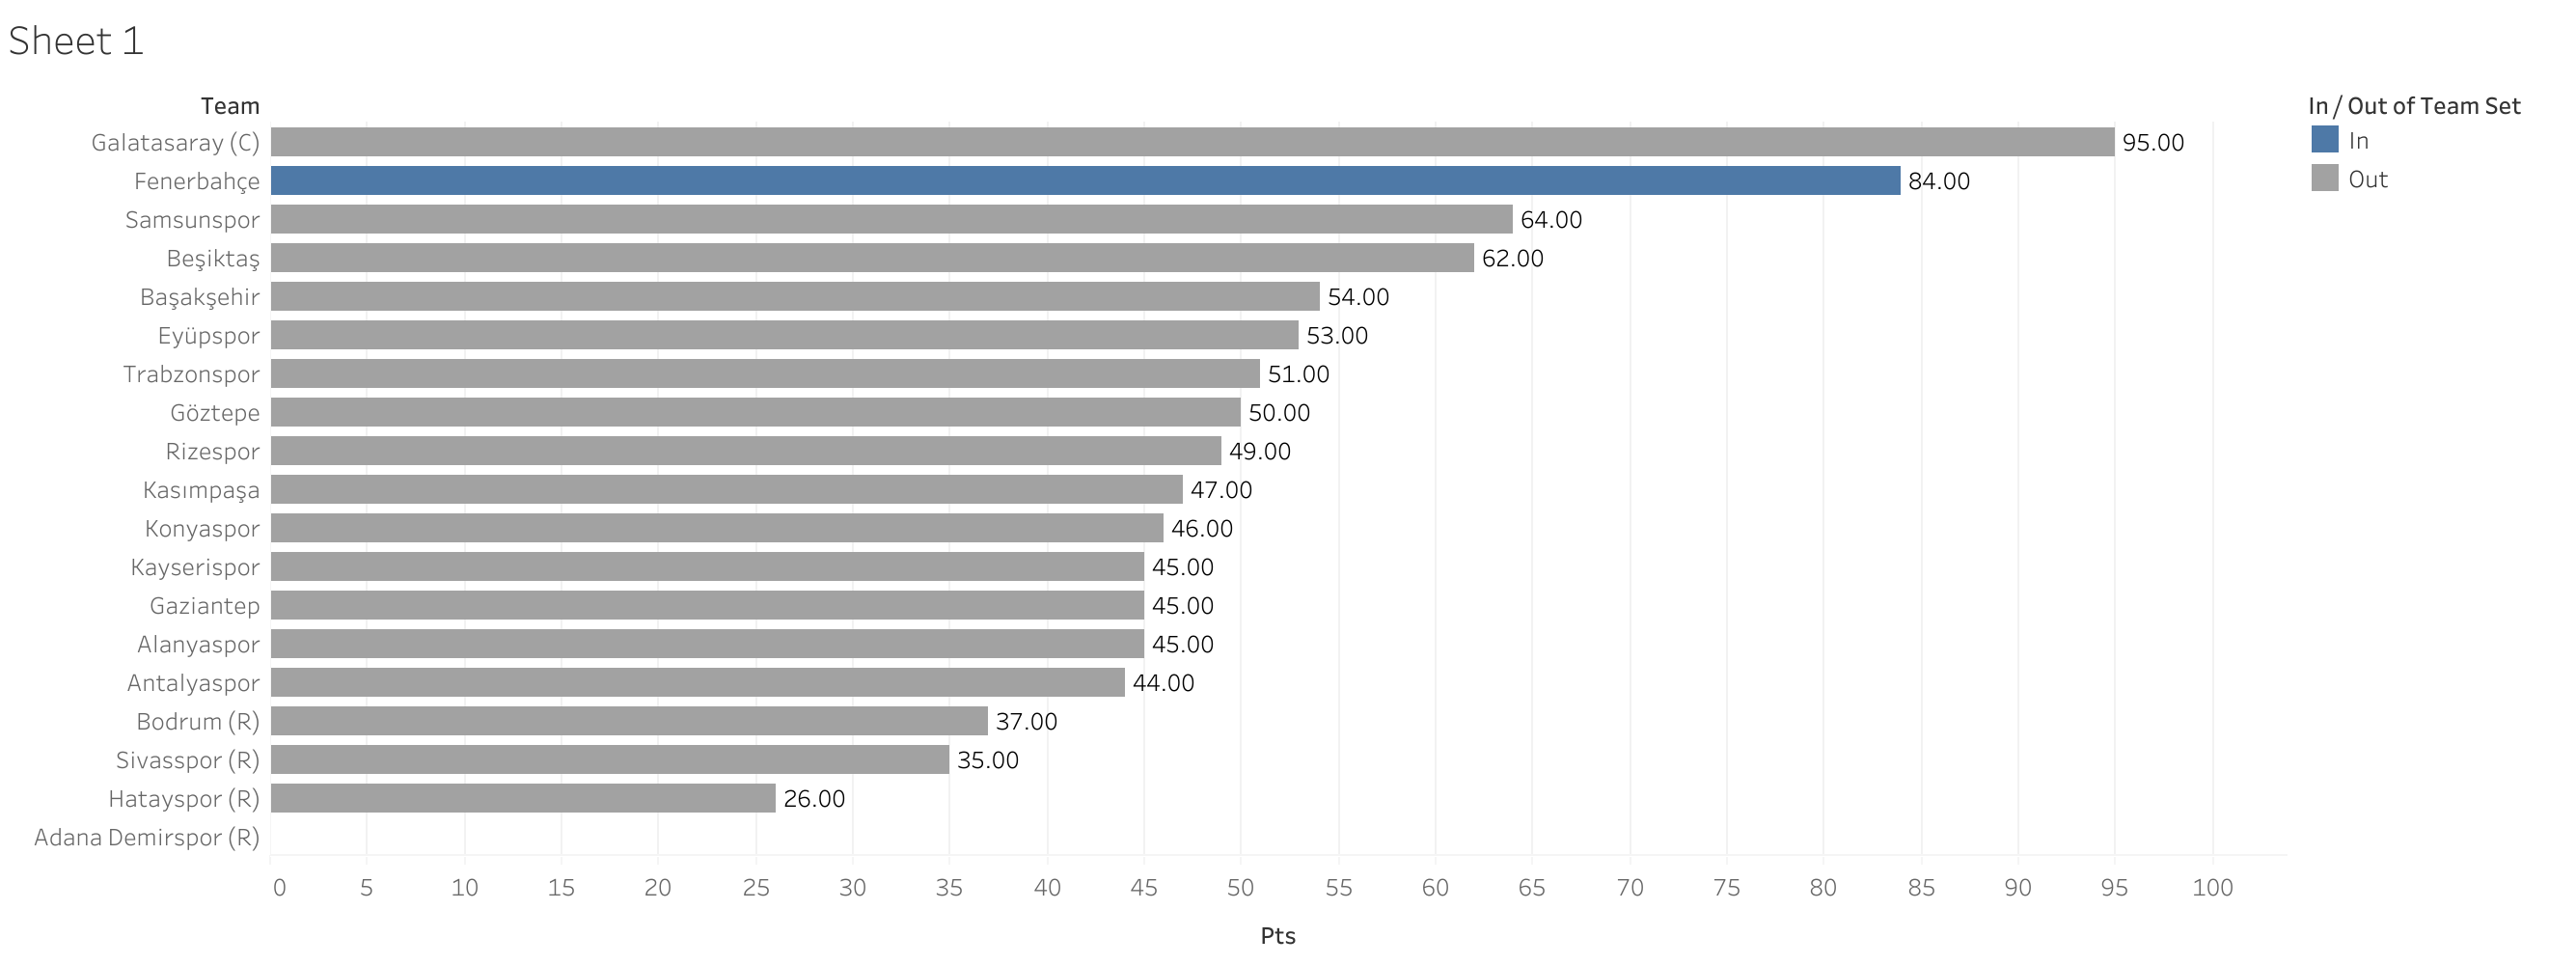 Sheet 1
Team
In / Out of Team Set
In
Out
Galatasaray (C) 95.00
Fenerbahçe 84.00
Samsunspor 64.00
Beşiktaş 62.00
Başakşehir 54.00
Eyüpspor 53.00
Trabzonspor 51.00
Göztepe 50.00
Rizespor 49.00
Kasımpaşa 47.00
Konyaspor 46.00
Kayserispor 45.00
Gaziantep 45.00
Alanyaspor 45.00
Antalyaspor 44.00
Bodrum (R) 37.00
Sivasspor (R) 35.00
Hatayspor (R) 26.00
Adana Demirspor (R)
0 5 10 15 20 25 30 35 40 45 50 55 60 65 70 75 80 85 90 95 100
Pts